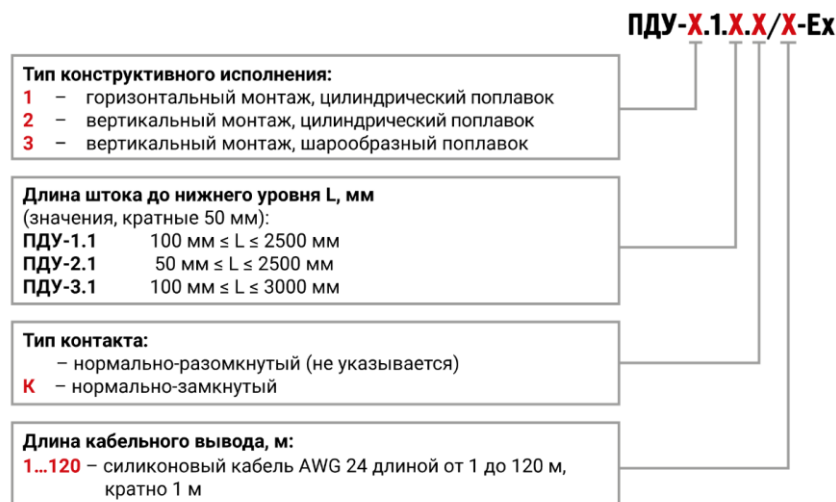 ПДУ-Х.1.Х.Х/Х-Ех
Тип конструктивного исполнения:
1 – горизонтальный монтаж, цилиндрический поплавок
2 – вертикальный монтаж, цилиндрический поплавок
3 – вертикальный монтаж, шарообразный поплавок
Длина штока до нижнего уровня L, мм
(значения, кратные 50 мм):
ПДУ-1.1 100 мм ≤ L ≤ 2500 мм
ПДУ-2.1 50 мм ≤ L ≤ 2500 мм
ПДУ-3.1 100 мм ≤ L ≤ 3000 мм
Тип контакта:
– нормально-разомкнутый (не указывается)
К – нормально-замкнутый
Длина кабельного вывода, м:
1...120 – силиконовый кабель AWG 24 длиной от 1 до 120 м,
кратно 1 м